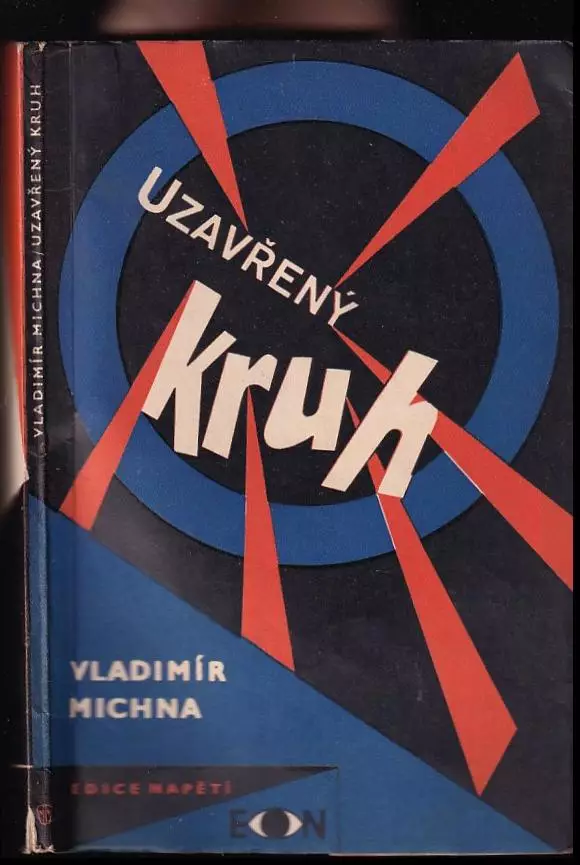 VLADIMÍR MICHNA / UZAVŘENÝ KRUH
UZAVŘENÝ
kruh
VLADIMÍR
MICHNA
EDICE NAPĚTÍ
EON